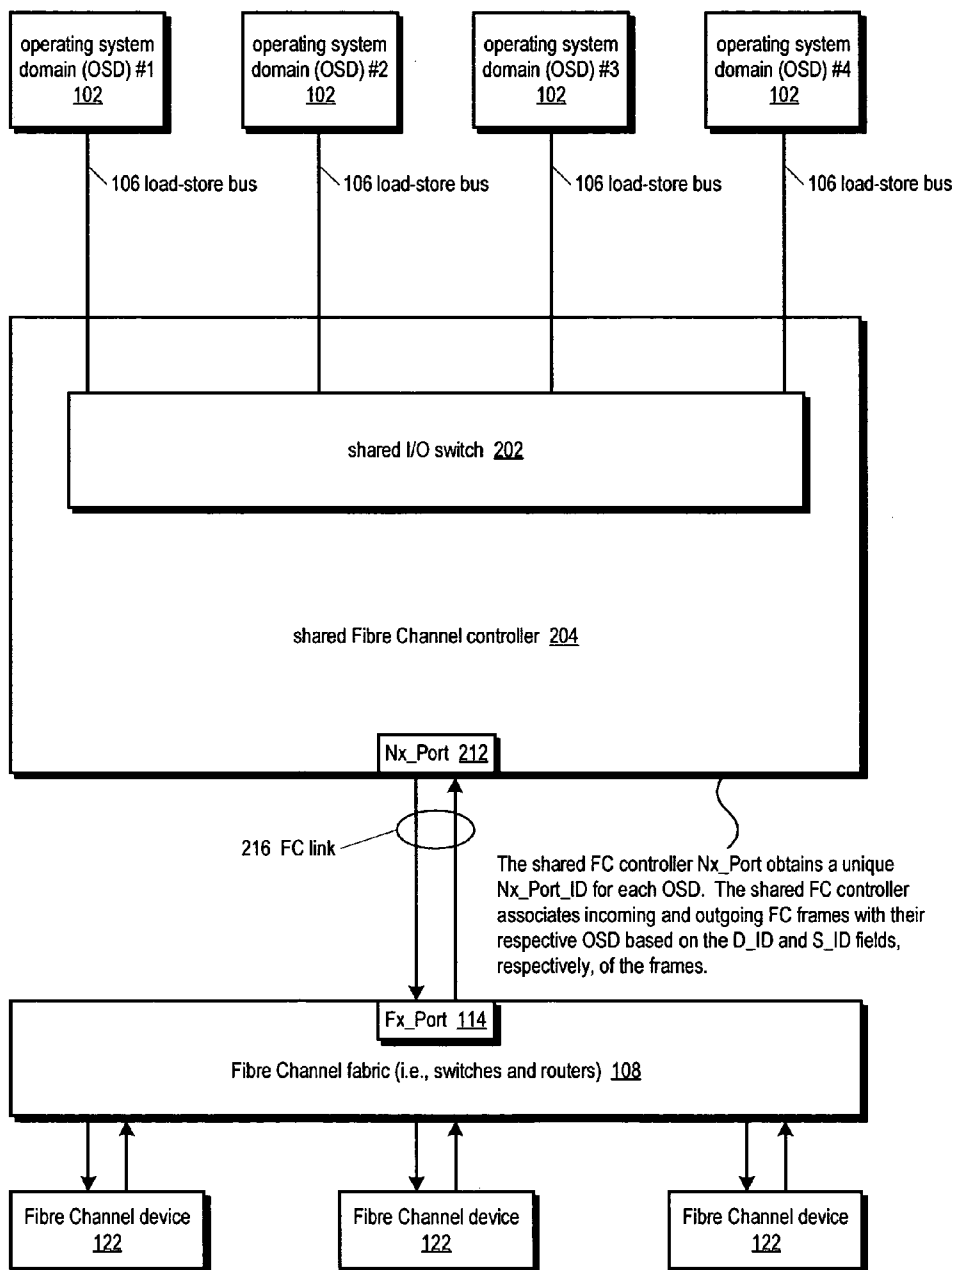 operating system
domain (OSD) #1
102
operating system
domain (OSD) #2
102
operating system
domain (OSD) #3
102
operating system
domain (OSD) #4
102
106 load-store bus
106 load-store bus
106 load-store bus
106 load-store bus
shared I/O switch 202
shared Fibre Channel controller 204
Nx_Port 212
216 FC link
The shared FC controller Nx_Port obtains a unique
Nx_Port_ID for each OSD. The shared FC controller
associates incoming and outgoing FC frames with their
respective OSD based on the D_ID and S_ID fields,
respectively, of the frames.
Fx_Port 114
Fibre Channel fabric (i.e., switches and routers) 108
Fibre Channel device
122
Fibre Channel device
122
Fibre Channel device
122